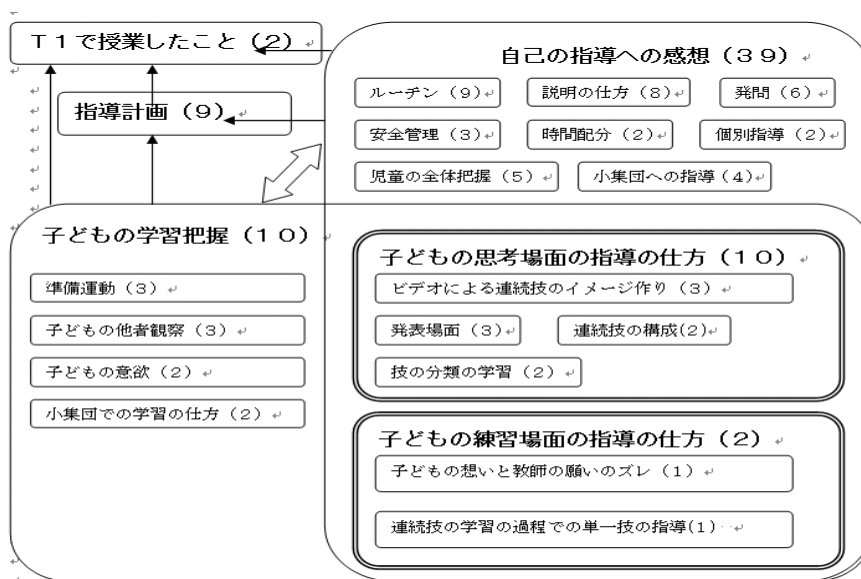 T１で授業したこと（２）
指導計画（９）
自己の指導への感想（３９）
ルーチン（９）
説明の仕方（８）
発問（６）
安全管理（３）
時間配分（２）
個別指導（２）
児童の全体把握（５）
小集団への指導（４）
子どもの学習把握（１０）
準備運動（３）
子どもの他者観察（３）
子どもの意欲（２）
小集団での学習の仕方（２）
子どもの思考場面の指導の仕方（１０）
ビデオによる連続技のイメージ作り（３）
発表場面（３）
連続技の構成(２)
技の分類の学習（２）
子どもの練習場面の指導の仕方（２）
子どもの想いと教師の願いのズレ（１）
連続技の学習の過程での単一技の指導(１)